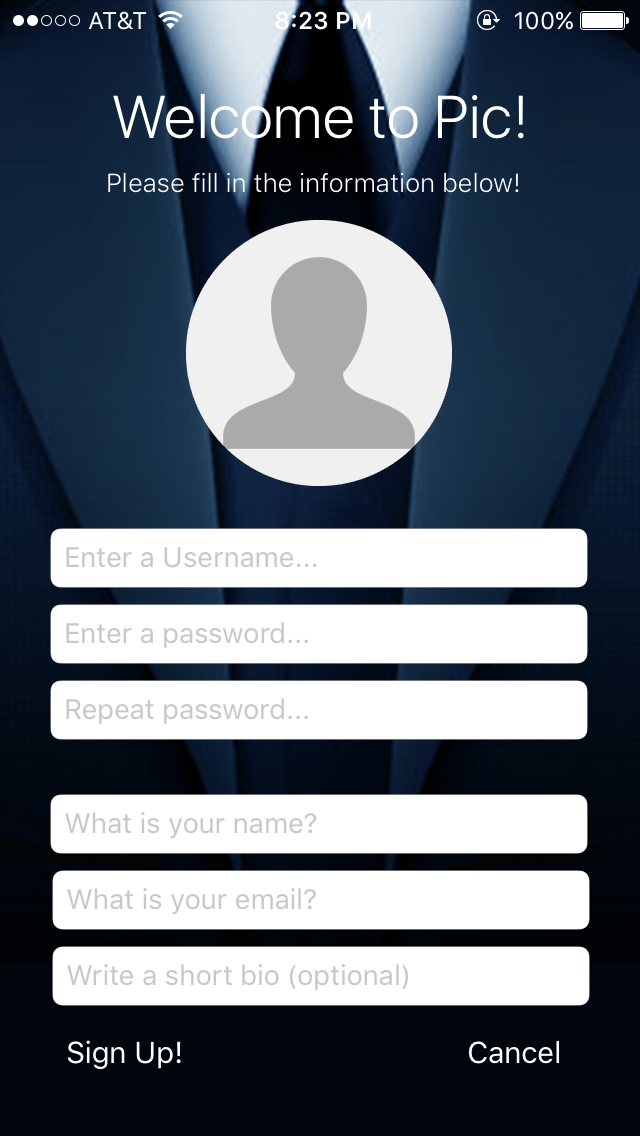 AT&T 8:23 PM 100%
Welcome to Pic!
Please fill in the information below!
Enter a Username...
Enter a password...
Repeat password...
What is your name?
What is your email?
Write a short bio (optional)
Sign Up! Cancel